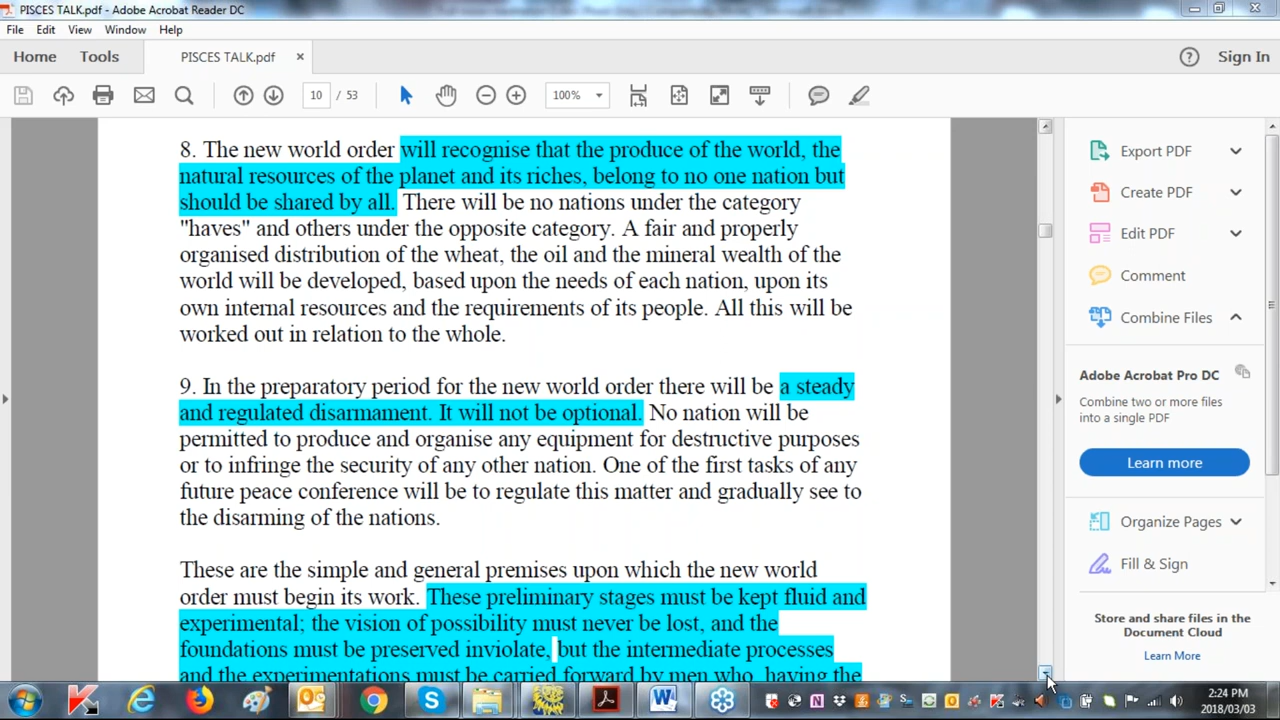 PISCES TALK.pdf - Adobe Acrobat Reader DC
File Edit View Window Help
Home Tools PISCES TALK.pdf × ? Sign In
10 / 53 100%
8. The new world order will recognise that the produce of the world, the
natural resources of the planet and its riches, belong to no one nation but
should be shared by all. There will be no nations under the category
"haves" and others under the opposite category. A fair and properly
organised distribution of the wheat, the oil and the mineral wealth of the
world will be developed, based upon the needs of each nation, upon its
own internal resources and the requirements of its people. All this will be
worked out in relation to the whole.
9. In the preparatory period for the new world order there will be a steady
and regulated disarmament. It will not be optional. No nation will be
permitted to produce and organise any equipment for destructive purposes
or to infringe the security of any other nation. One of the first tasks of any
future peace conference will be to regulate this matter and gradually see to
the disarming of the nations.
These are the simple and general premises upon which the new world
order must begin its work. These preliminary stages must be kept fluid and
experimental; the vision of possibility must never be lost, and the
foundations must be preserved inviolate, but the intermediate processes
and the experimentations must be carried forward by men who, having the
Export PDF
Create PDF
Edit PDF
Comment
Combine Files
Adobe Acrobat Pro DC
Combine two or more files
into a single PDF
Learn more
Organize Pages
Fill & Sign
Store and share files in the
Document Cloud
Learn More
2:24 PM
2018/03/03